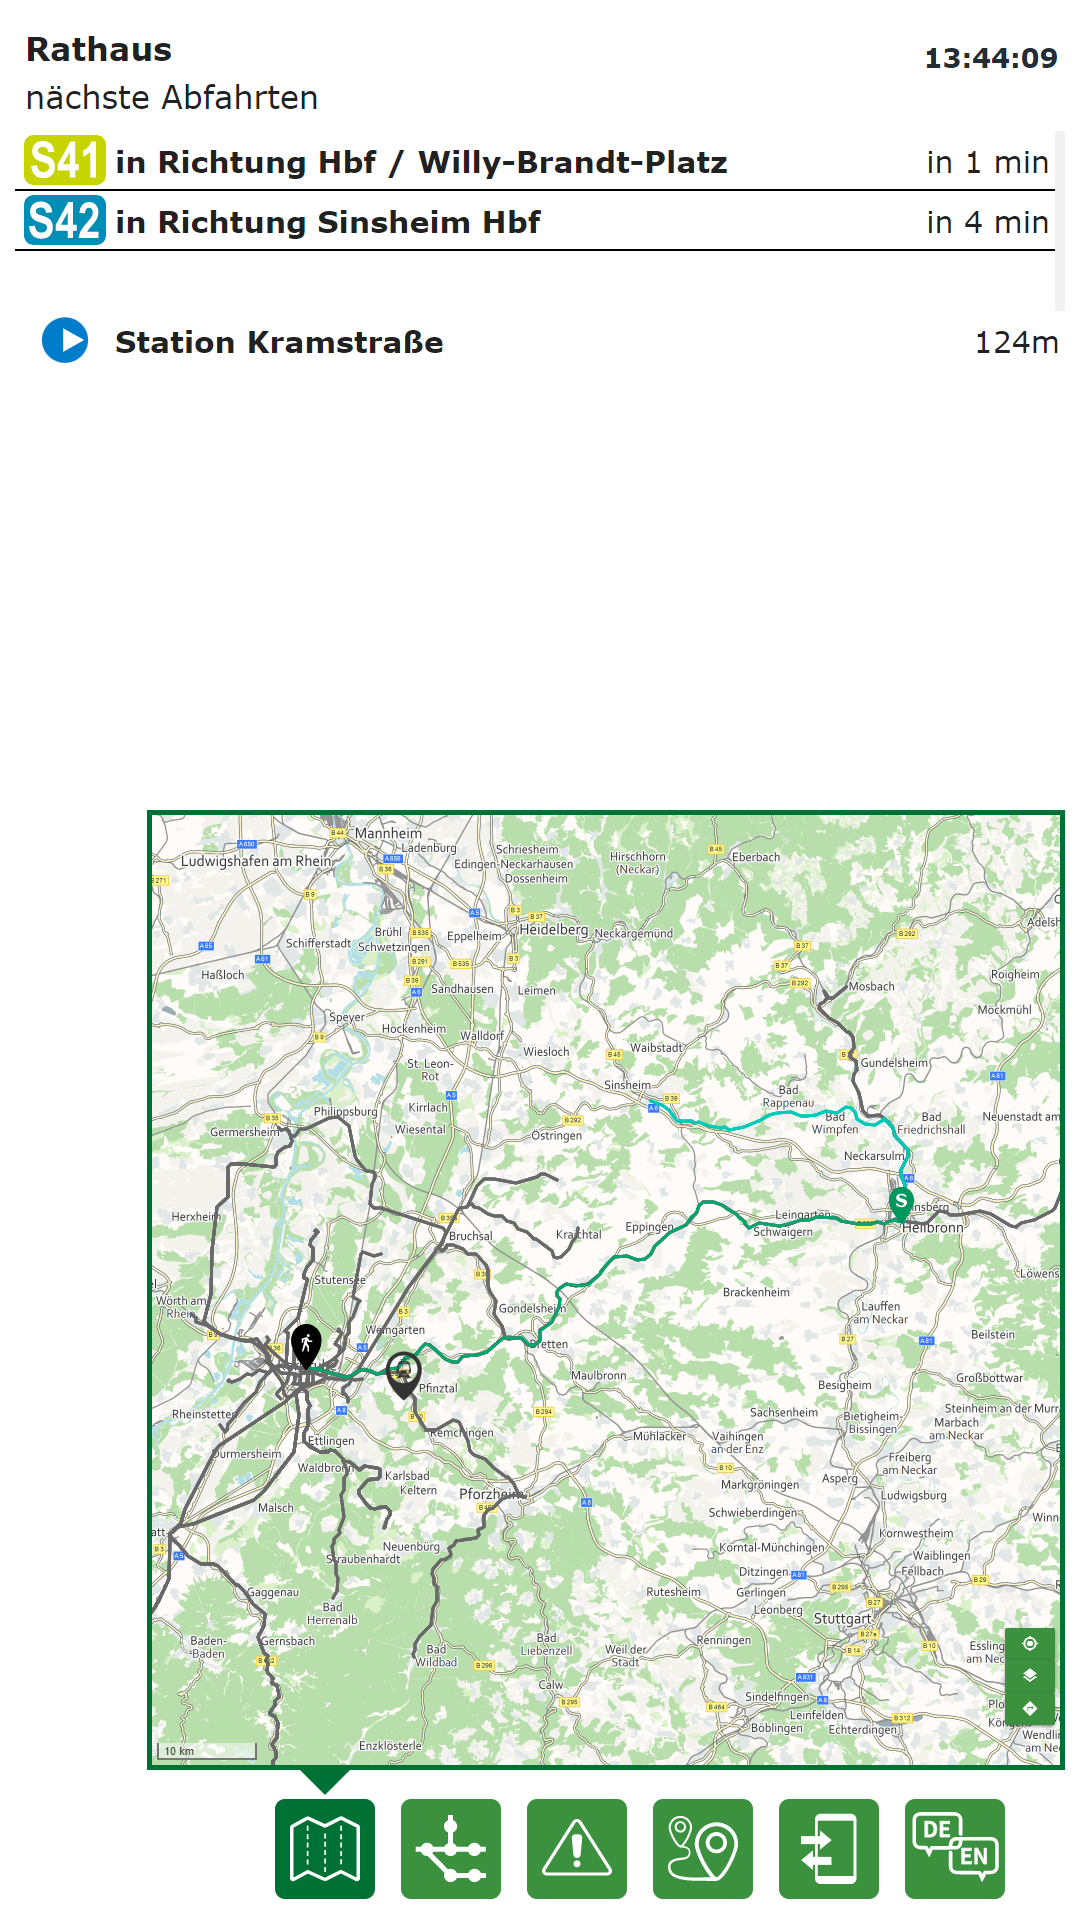 Rathaus
13:44:09
nächste Abfahrten
S41 in Richtung Hbf / Willy-Brandt-Platz in 1 min
S42 in Richtung Sinsheim Hbf in 4 min
Station Kramstraße 124m
Mannheim
Ladenburg
Schriesheim
Hirschhorn
(Neckar)
Eberbach
Ludwigshafen am Rhein
Edingen-Neckarhausen
Dossenheim
Brühl
Schwetzingen
Eppelheim
Heidelberg
Neckargemünd
Schifferstadt
Haßloch
Sandhausen
Leimen
Mosbach
Roigheim
Möckmühl
Speyer
Hockenheim
Walldorf
Wiesloch
Waibstadt
Gundelsheim
St. Leon-
Rot
Sinsheim
Bad
Rappenau
Philippsburg
Kirrlach
Germersheim
Wiesental
Östringen
Bad
Wimpfen
Bad
Friedrichshall
Neuenstadt am
Neckarsulm
Herxheim
Bruchsal
Kraichtal
Eppingen
Leingarten
Schwaigern
S
Heilbronn
Stutensee
Wörth am
Rhein
Gondelsheim
Brackenheim
Löwens
Lauffen
am Neckar
Weingarten
Bretten
Beilstein
Pfinztal
Maulbronn
Besigheim
Großbottwar
Rheinstetten
Remchingen
Mühlacker
Sachsenheim
Vaihingen
an der Enz
Bietigheim-
Bissingen
Steinheim an der Murr
Marbach
am Neckar
Ettlingen
Durmersheim
Waldbronn
Karlsbad
Keltern
Pforzheim
Markgröningen
Asperg
Freiberg
am Neckar
Ludwigsburg
Malsch
Schwieberdingen
Kornwestheim
Winn
Neuenbürg
Straubenhardt
Korntal-Münchingen
Waiblingen
Fellbach
Ditzingen
Gaggenau
Rutesheim
Gerlingen
Leonberg
Bad
Herrenalb
Stuttgart
Baden-
Baden
Gernsbach
Bad
Wildbad
Bad
Liebenzell
Weil der
Stadt
Renningen
Calw
Sindelfingen
Leinfelden
Echterdingen
Böblingen
Enzklösterle
10 km
DE
EN